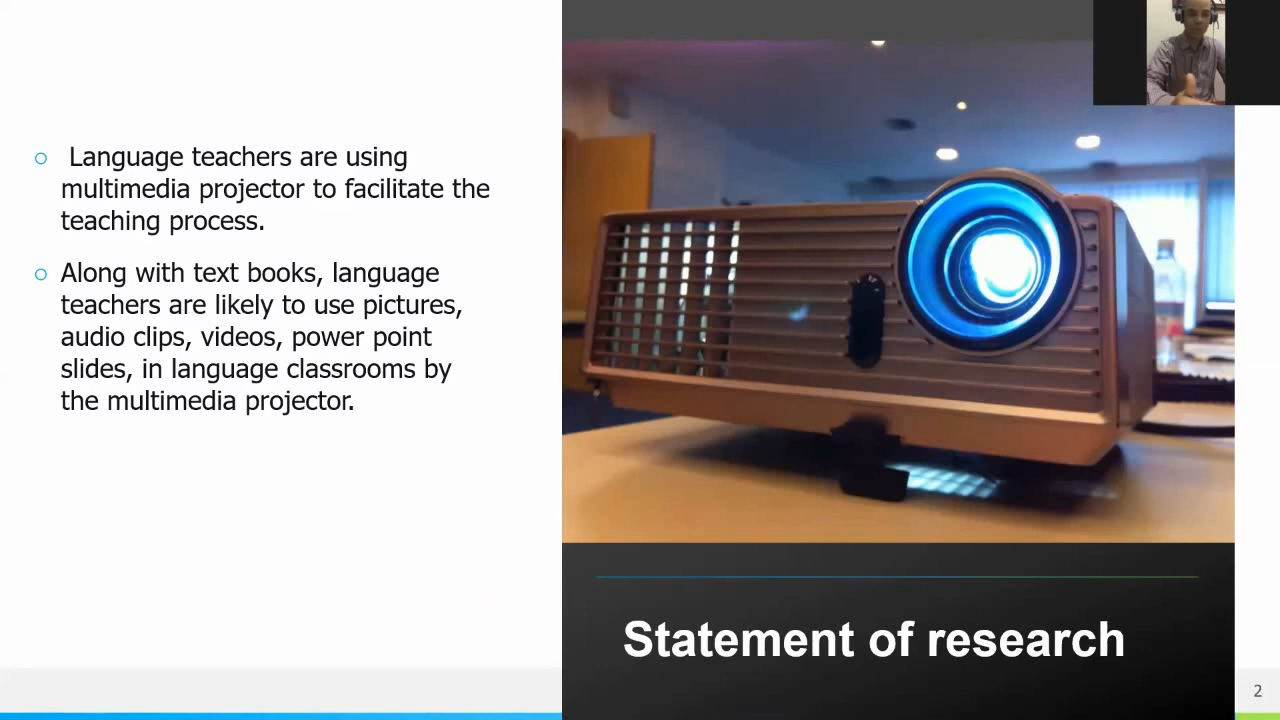 Language teachers are using
multimedia projector to facilitate the
teaching process.
Along with text books, language
teachers are likely to use pictures,
audio clips, videos, power point
slides, in language classrooms by
the multimedia projector.
Statement of research
2